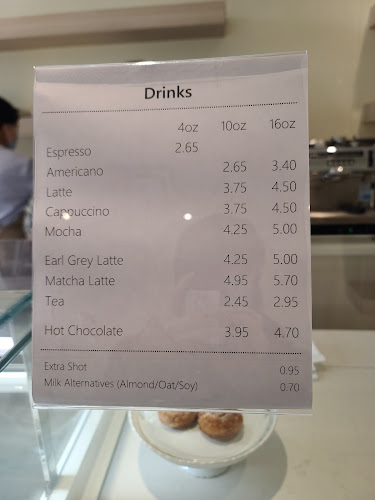 Drinks
4oz 10oz 16oz
Espresso 2.65
Americano 2.65 3.40
Latte 3.75 4.50
Cappuccino 3.75 4.50
Mocha 4.25 5.00
Earl Grey Latte 4.25 5.00
Matcha Latte 4.95 5.70
Tea 2.45 2.95
Hot Chocolate 3.95 4.70
Extra Shot 0.95
Milk Alternatives (Almond/Oat/Soy) 0.70